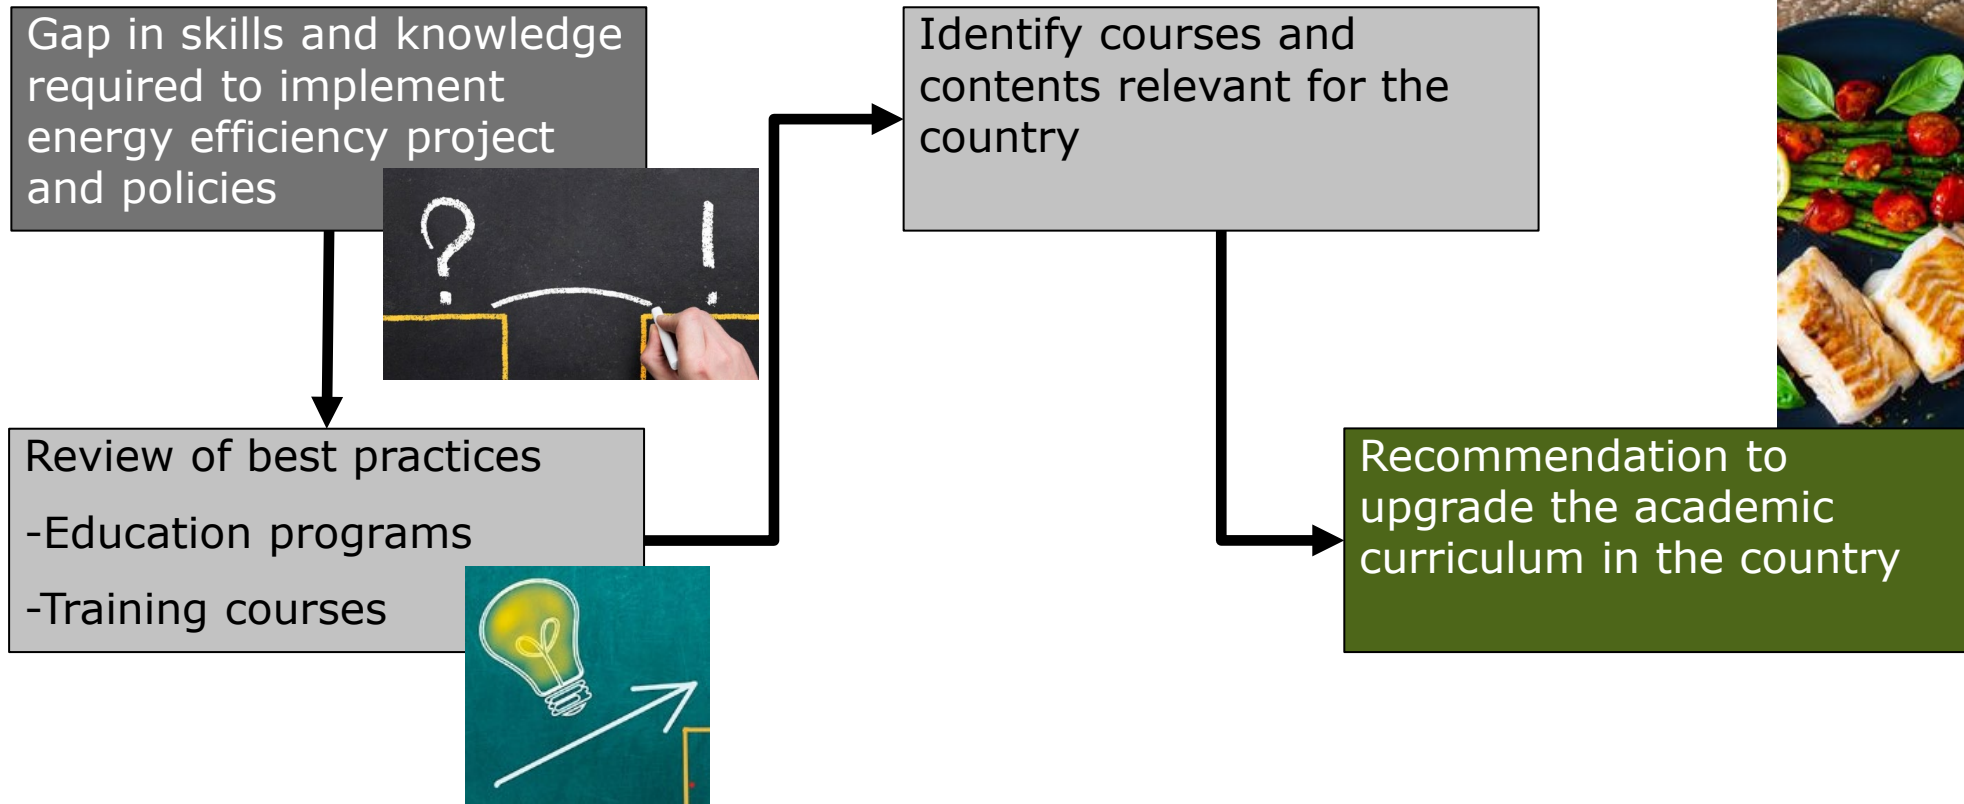 Gap in skills and knowledge
required to implement
energy efficiency project
and policies
? !
Review of best practices
-Education programs
-Training courses
Identify courses and
contents relevant for the
country
Recommendation to
upgrade the academic
curriculum in the country